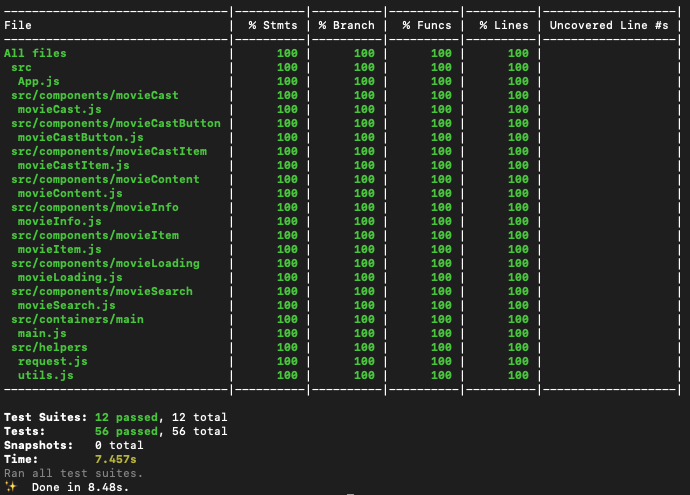 File | % Stmts | % Branch | % Funcs | % Lines | Uncovered Line #s |
All files | 100 | 100 | 100 | 100 | |
src | 100 | 100 | 100 | 100 | |
App.js | 100 | 100 | 100 | 100 | |
src/components/movieCast | 100 | 100 | 100 | 100 | |
movieCast.js | 100 | 100 | 100 | 100 | |
src/components/movieCastButton | 100 | 100 | 100 | 100 | |
movieCastButton.js | 100 | 100 | 100 | 100 | |
src/components/movieCastItem | 100 | 100 | 100 | 100 | |
movieCastItem.js | 100 | 100 | 100 | 100 | |
src/components/movieContent | 100 | 100 | 100 | 100 | |
movieContent.js | 100 | 100 | 100 | 100 | |
src/components/movieInfo | 100 | 100 | 100 | 100 | |
movieInfo.js | 100 | 100 | 100 | 100 | |
src/components/movieItem | 100 | 100 | 100 | 100 | |
movieItem.js | 100 | 100 | 100 | 100 | |
src/components/movieLoading | 100 | 100 | 100 | 100 | |
movieLoading.js | 100 | 100 | 100 | 100 | |
src/components/movieSearch | 100 | 100 | 100 | 100 | |
movieSearch.js | 100 | 100 | 100 | 100 | |
src/containers/main | 100 | 100 | 100 | 100 | |
main.js | 100 | 100 | 100 | 100 | |
src/helpers | 100 | 100 | 100 | 100 | |
request.js | 100 | 100 | 100 | 100 | |
utils.js | 100 | 100 | 100 | 100 | |
Test Suites: 12 passed, 12 total
Tests: 56 passed, 56 total
Snapshots: 0 total
Time: 7.457s
Ran all test suites.
✨ Done in 8.48s.